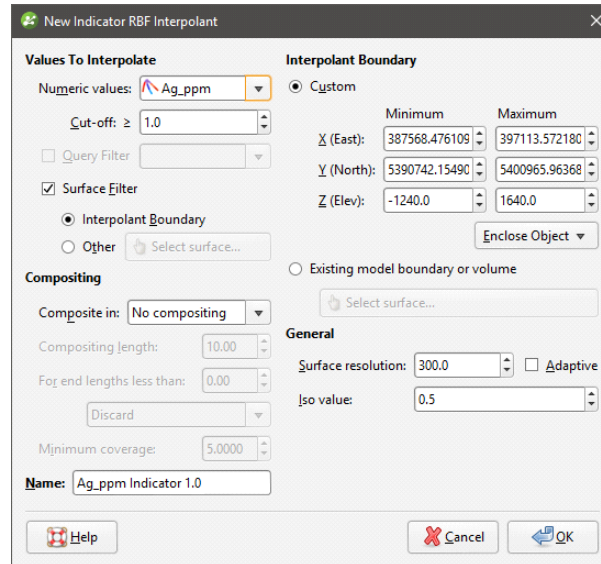 New Indicator RBF Interpolant
Values To Interpolate
Numeric values: Ag_ppm
Cut-off: ≥ 1.0
Query Filter
Surface Filter
Interpolant Boundary
Other Select surface...
Compositing
Composite in: No compositing
Compositing length: 10.00
For end lengths less than: 0.00
Discard
Minimum coverage: 5.0000
Name: Ag_ppm Indicator 1.0
Interpolant Boundary
Custom
Minimum Maximum
X (East): 387568.476109 397113.572180
Y (North): 5390742.15490 5400965.96368
Z (Elev): -1240.0 1640.0
Enclose Object
Existing model boundary or volume
Select surface...
General
Surface resolution: 300.0 Adaptive
Iso value: 0.5
Help Cancel OK